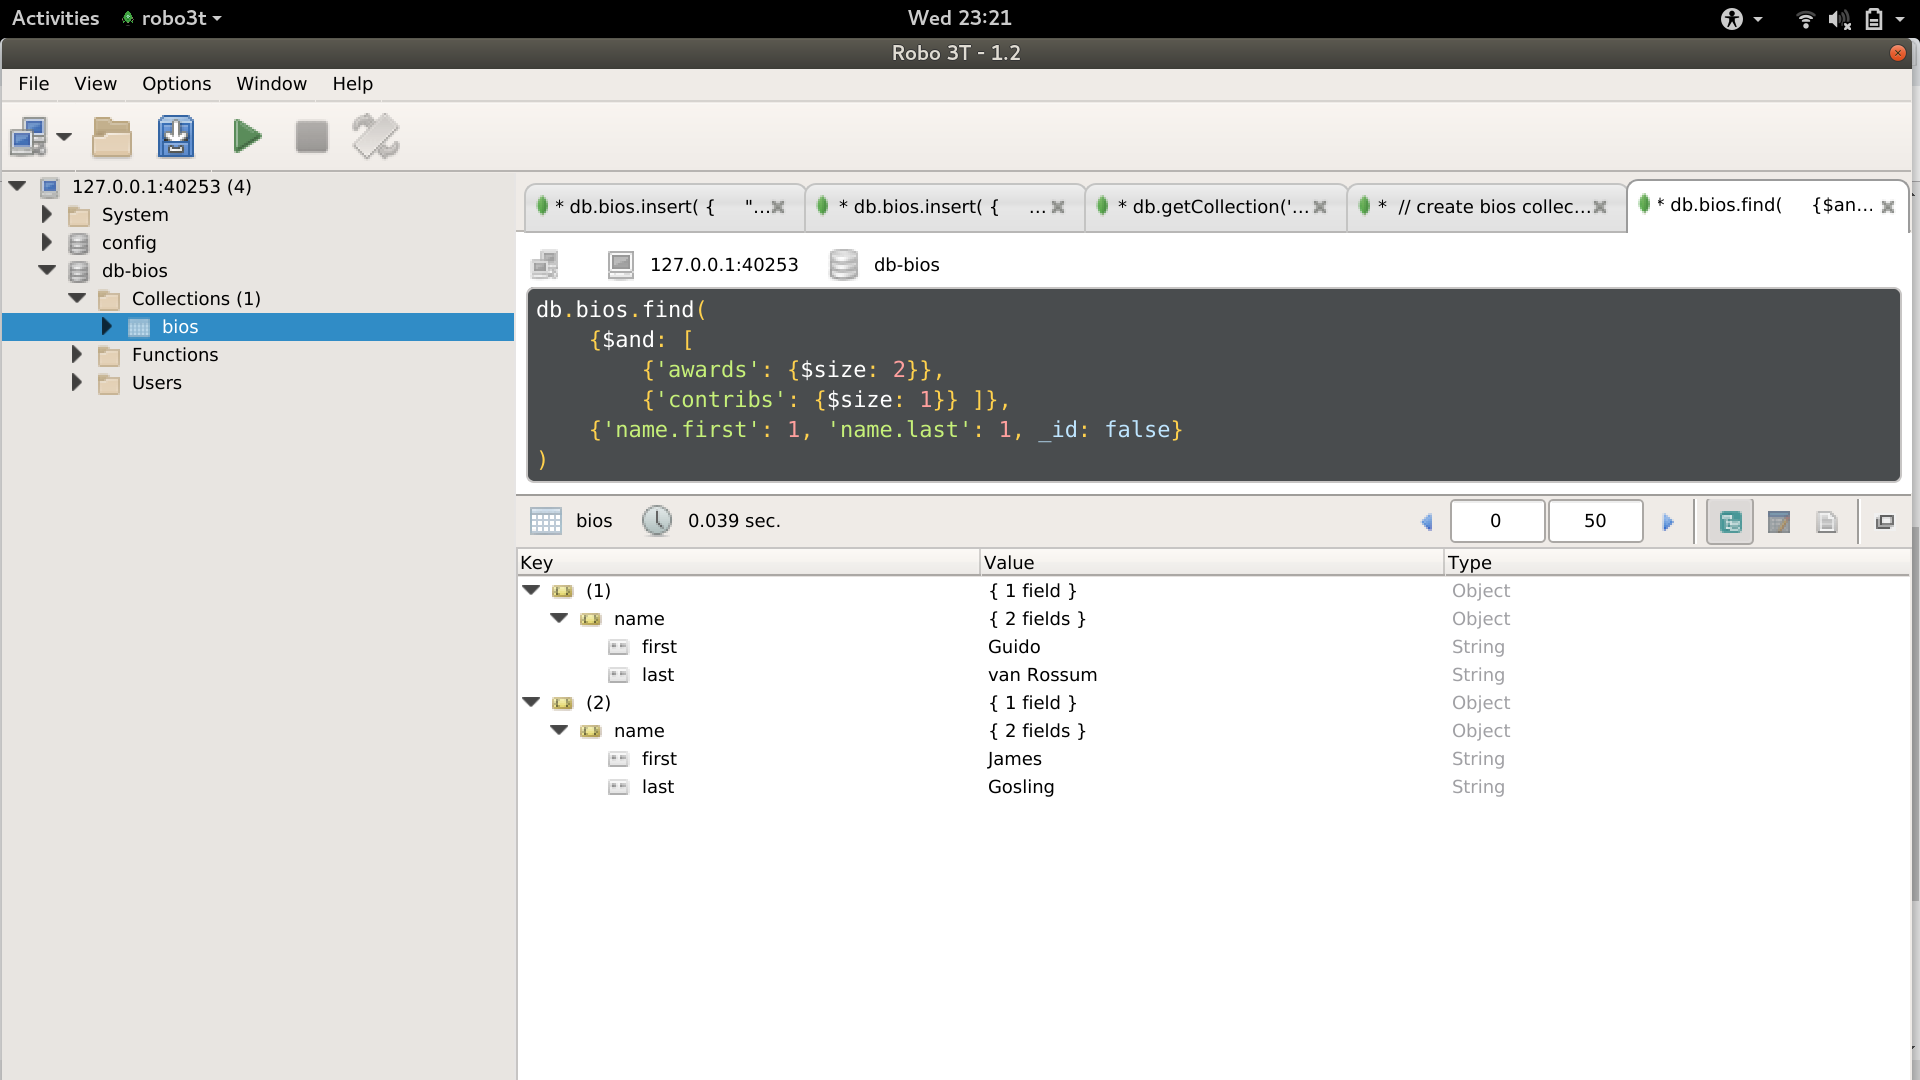 Activities robo3t Wed 23:21
Robo 3T - 1.2
File View Options Window Help
127.0.0.1:40253 (4)
System
config
db-bios
Collections (1)
bios
Functions
Users
* db.bios.insert( { "... * db.bios.insert( { ... * db.getCollection('... * // create bios collec... * db.bios.find( {$an...
127.0.0.1:40253 db-bios
db.bios.find(
{$and: [
{'awards': {$size: 2}},
{'contribs': {$size: 1}} ]},
{'name.first': 1, 'name.last': 1, _id: false}
)
bios 0.039 sec. 0 50
Key Value Type
(1) { 1 field } Object
name { 2 fields } Object
first Guido String
last van Rossum String
(2) { 1 field } Object
name { 2 fields } Object
first James String
last Gosling String